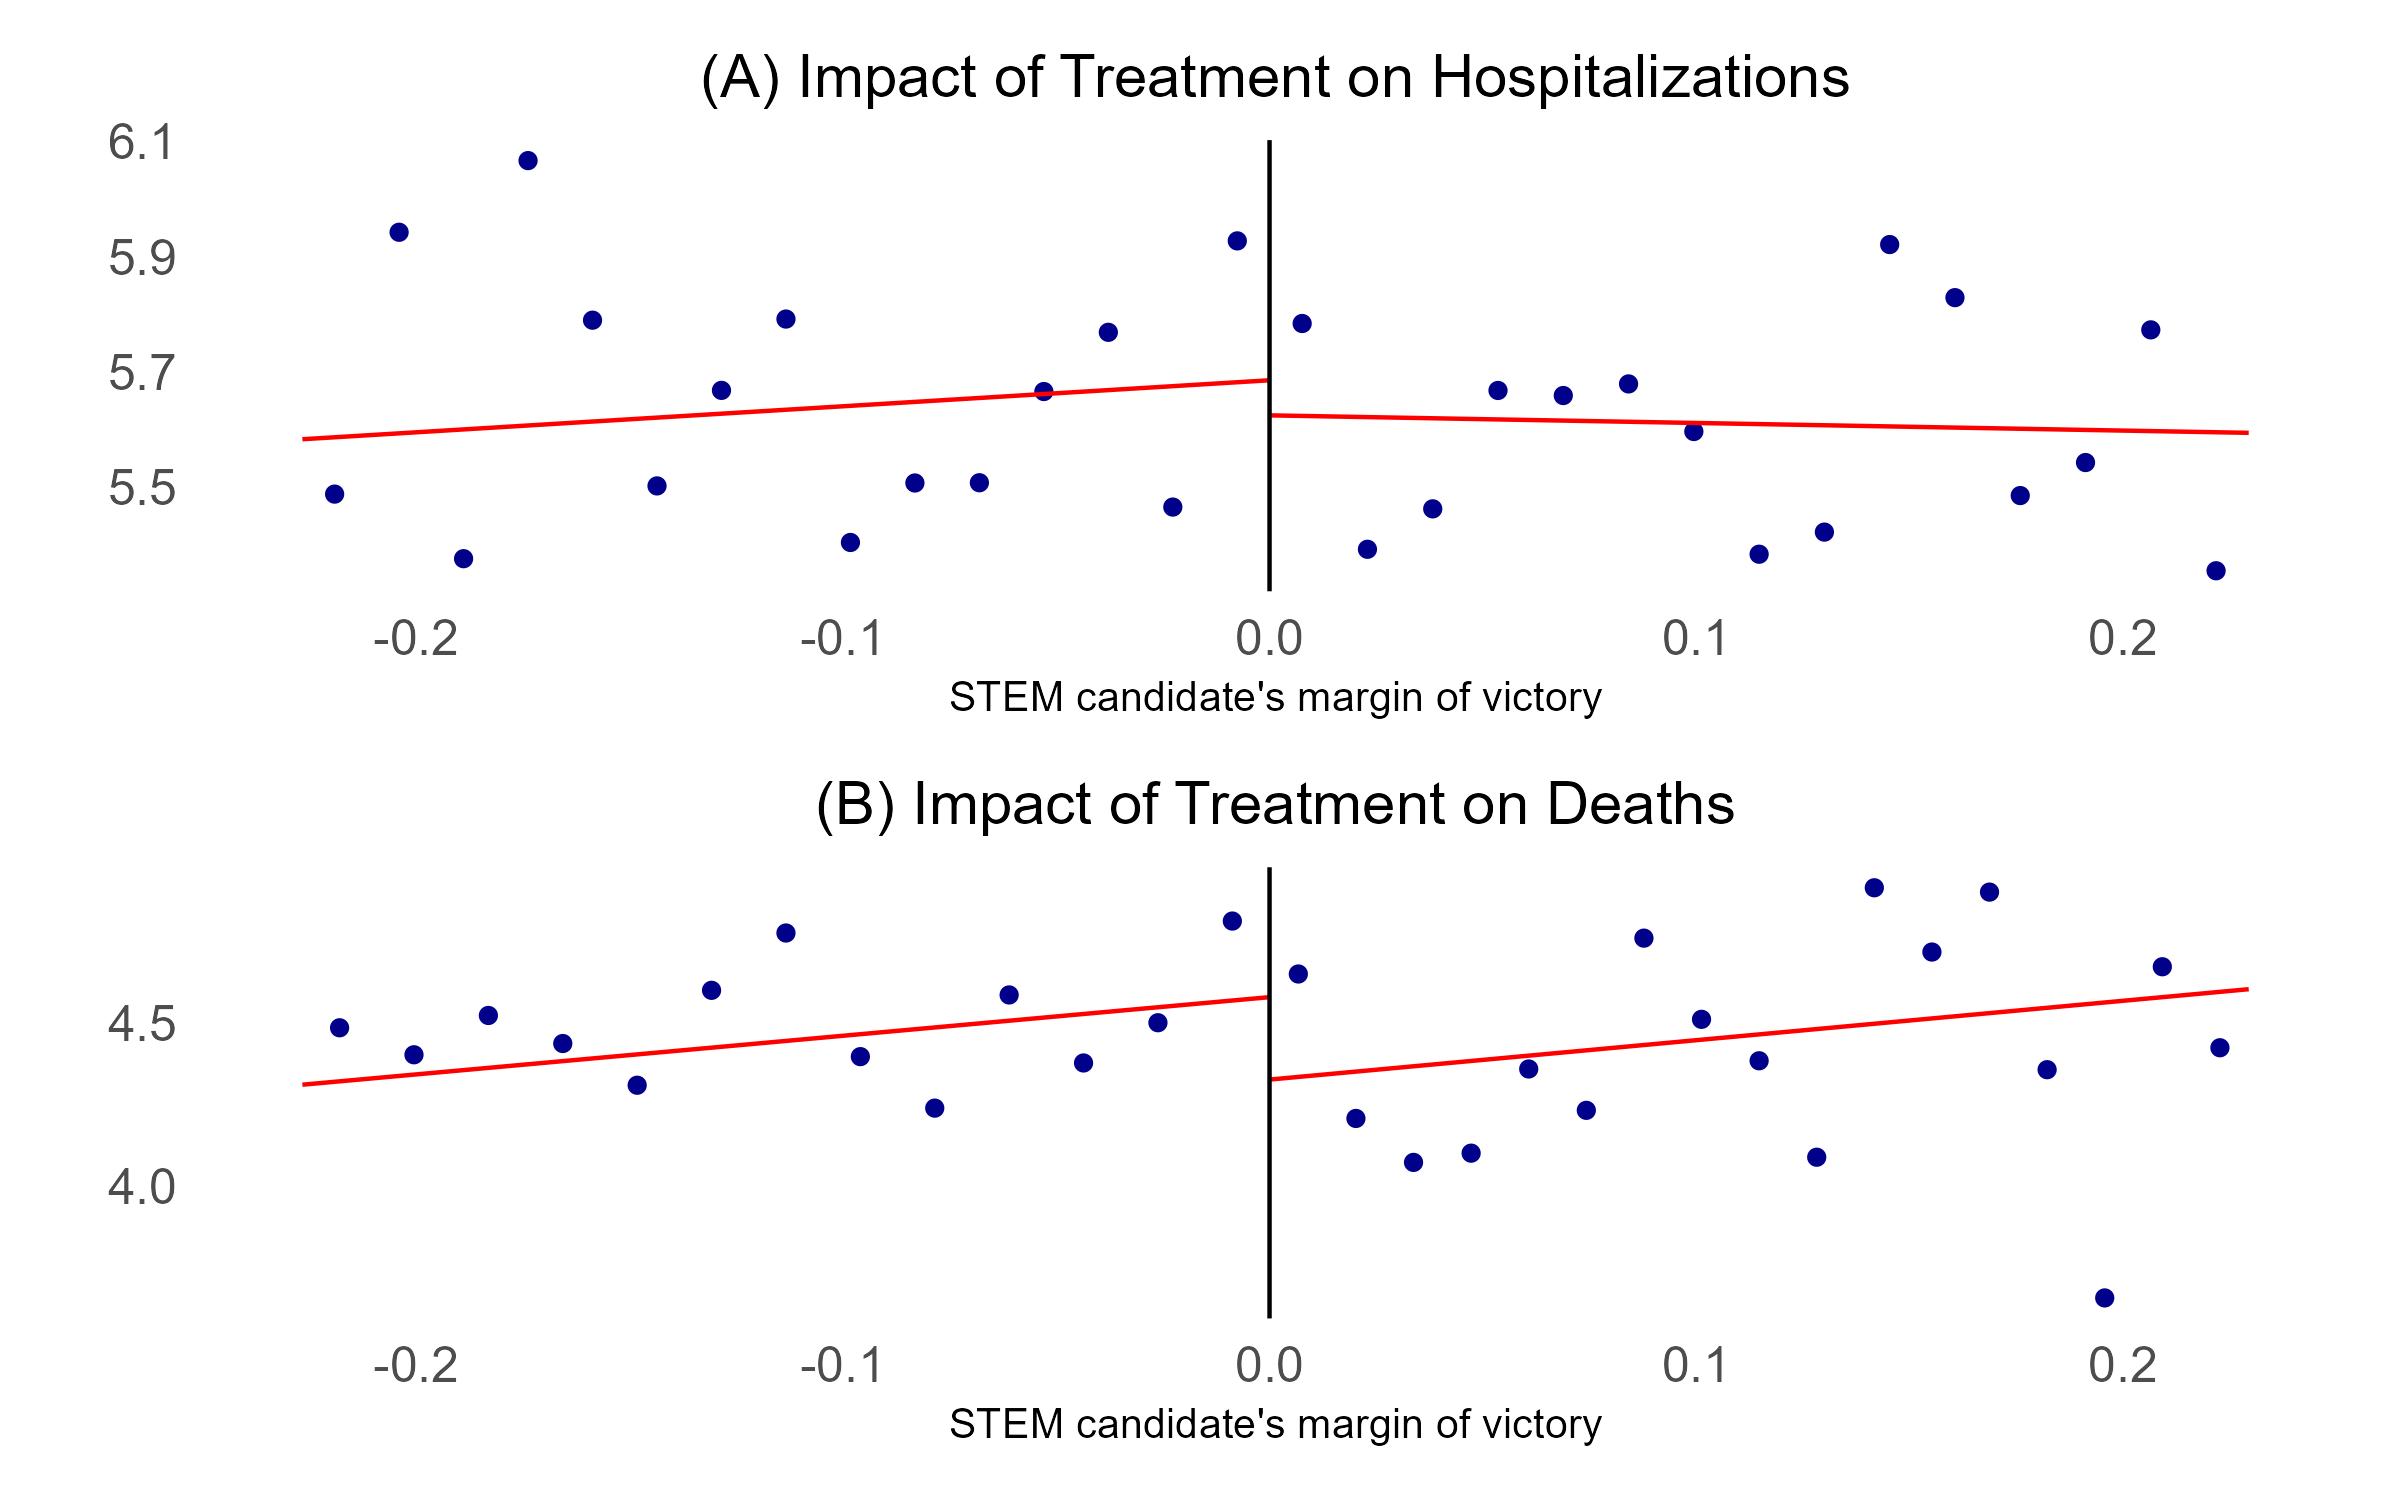 (A) Impact of Treatment on Hospitalizations
6.1
5.9
5.7
5.5
-0.2 -0.1 0.0 0.1 0.2
STEM candidate's margin of victory
(B) Impact of Treatment on Deaths
4.5
4.0
-0.2 -0.1 0.0 0.1 0.2
STEM candidate's margin of victory